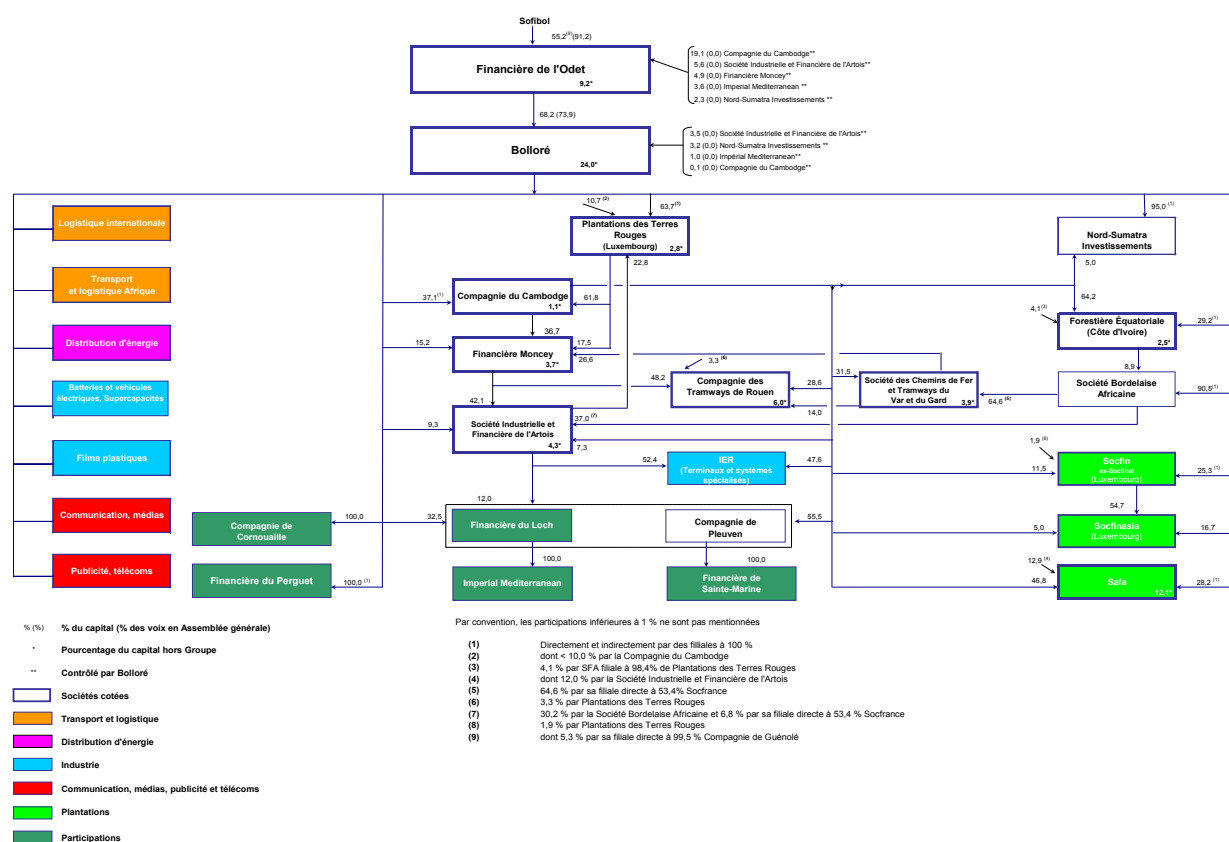 Sofibol
55,2(9)(91,2)
Financière de l'Odet
9,2*
19,1 (0,0) Compagnie du Cambodge**
5,6 (0,0) Société Industrielle et Financière de l'Artois**
4,9 (0,0) Financière Moncey**
3,6 (0,0) Imperial Mediterranean **
2,3 (0,0) Nord-Sumatra Investissements **
68,2 (73,9)
Bolloré
24,0*
3,5 (0,0) Société Industrielle et Financière de l'Artois**
3,2 (0,0) Nord-Sumatra Investissements **
1,0 (0,0) Impérial Mediterranean**
0,1 (0,0) Compagnie du Cambodge**
Logistique internationale
Transport
et logistique Afrique
Distribution d'énergie
Batteries et véhicules
électriques, Supercapacités
Films plastiques
Communication, médias
Publicité, télécoms
10,7 (2)
63,7(1)
Plantations des Terres
Rouges
(Luxembourg)
2,8*
22,8
95,0 (1)
Nord-Sumatra
Investissements
5,0
37,1(1)
Compagnie du Cambodge
1,1*
61,8
64,2
4,1(3)
Forestière Équatoriale
(Côte d'Ivoire)
2,5*
29,2(1)
36,7
15,2
Financière Moncey
3,7*
17,5
26,6
3,3 (6)
48,2
Compagnie des
Tramways de Rouen
6,0*
28,6
14,0
31,5
Société des Chemins de Fer
et Tramways du
Var et du Gard
3,9*
64,6 (5)
8,9
Société Bordelaise
Africaine
90,5(1)
42,1
9,3
Société Industrielle et
Financière de l'Artois
4,3*
37,0 (7)
7,3
52,4
IER
(Terminaux et systèmes
spécialisés)
47,6
1,9 (8)
11,5
Socfin
ex-Socfinal
(Luxembourg)
25,3 (1)
54,7
12,0
Compagnie de
Cornouaille
100,0
32,5
Financière du Loch
Compagnie de
Pleuven
55,5
5,0
Socfinasia
(Luxembourg)
16,7
Financière du Perguet
100,0 (1)
100,0
Imperial Mediterranean
100,0
Financière de
Sainte-Marine
12,9 (4)
46,8
Safa
12,1*
28,2 (1)
% (%) % du capital (% des voix en Assemblée générale)
* Pourcentage du capital hors Groupe
** Contrôlé par Bolloré
Sociétés cotées
Transport et logistique
Distribution d'énergie
Industrie
Communication, médias, publicité et télécoms
Plantations
Participations
Par convention, les participations inférieures à 1 % ne sont pas mentionnées
(1) Directement et indirectement par des filliales à 100 %
(2) dont < 10,0 % par la Compagnie du Cambodge
(3) 4,1 % par SFA filiale à 98,4% de Plantations des Terres Rouges
(4) dont 12,0 % par la Société Industrielle et Financière de l'Artois
(5) 64,6 % par sa filiale directe à 53,4% Socfrance
(6) 3,3 % par Plantations des Terres Rouges
(7) 30,2 % par la Société Bordelaise Africaine et 6,8 % par sa filiale directe à 53,4 % Socfrance
(8) 1,9 % par Plantations des Terres Rouges
(9) dont 5,3 % par sa filiale directe à 99,5 % Compagnie de Guénolé